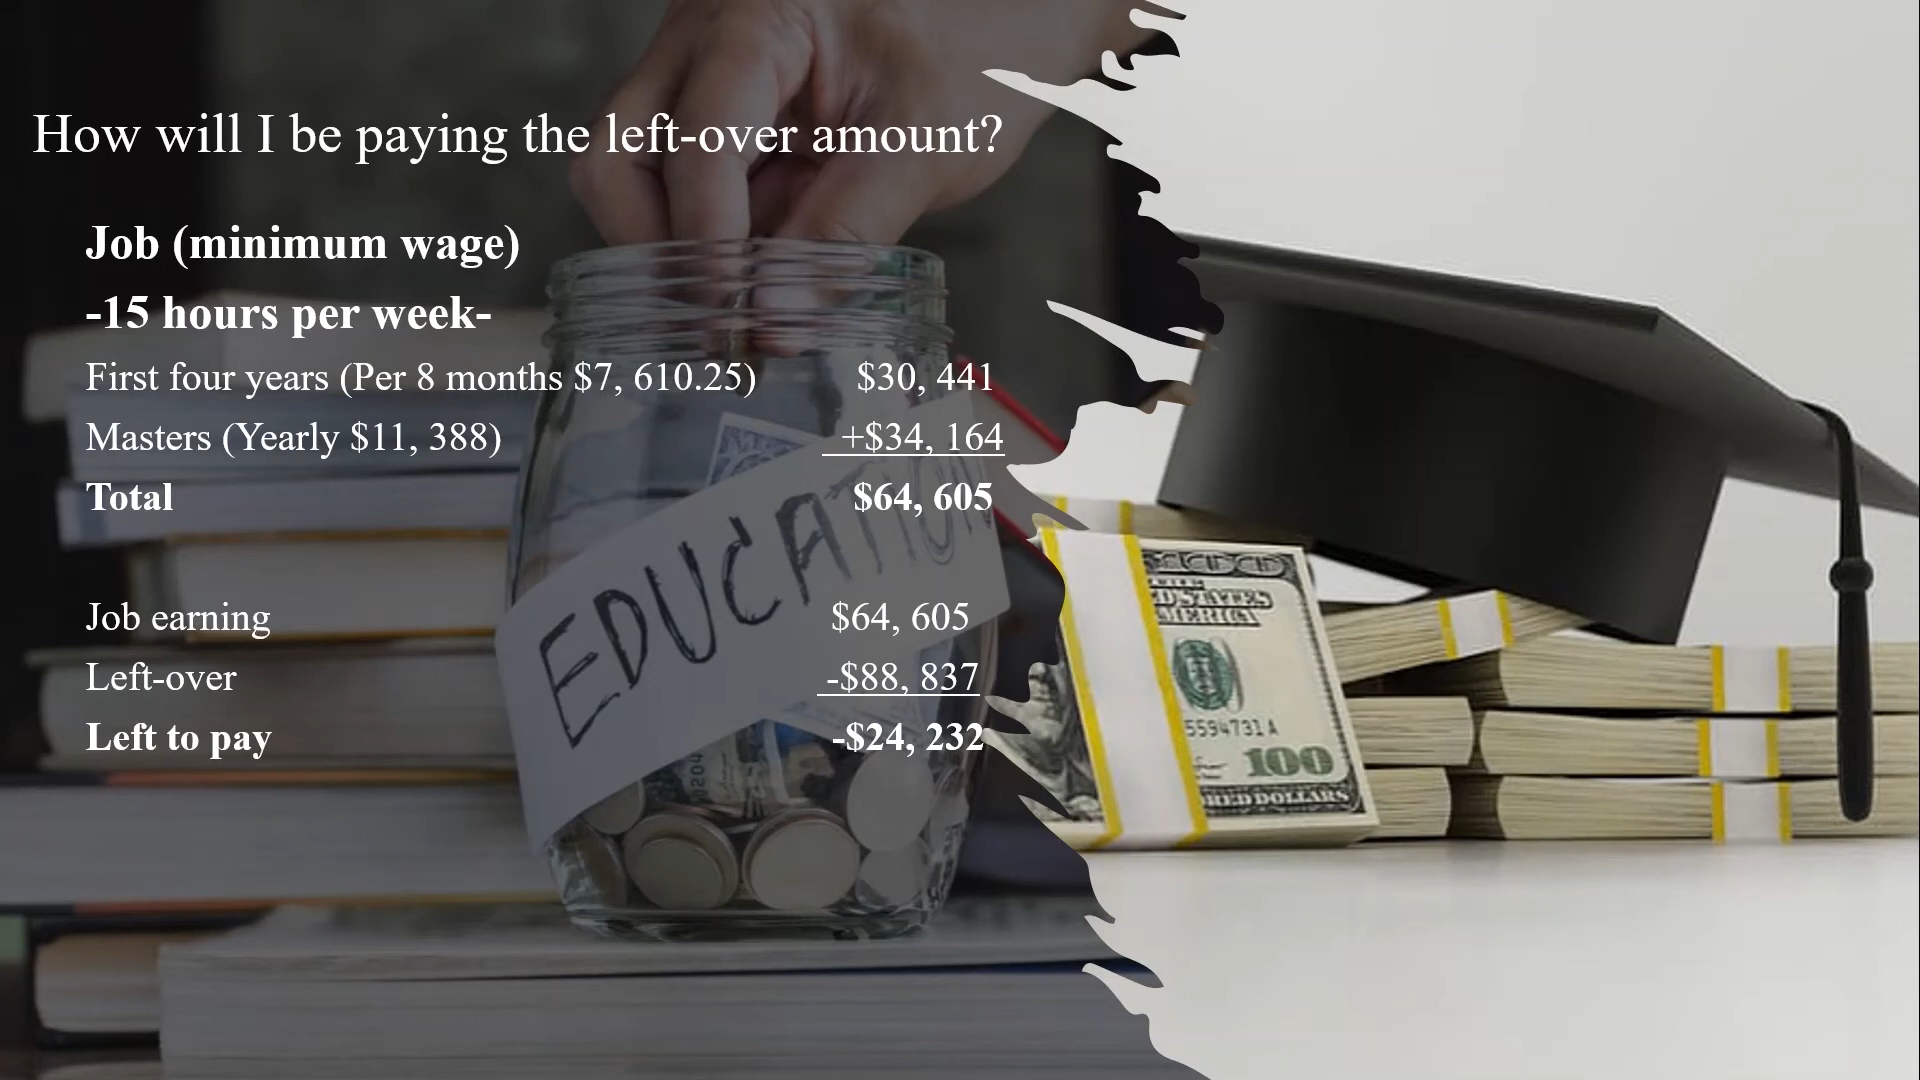 How will I be paying the left-over amount?
Job (minimum wage)
-15 hours per week-
First four years (Per 8 months $7, 610.25) $30, 441
Masters (Yearly $11, 388) +$34, 164
Total $64, 605
Job earning $64, 605
Left-over -$88, 837
Left to pay -$24, 232
EDUCATION
5594731A
100